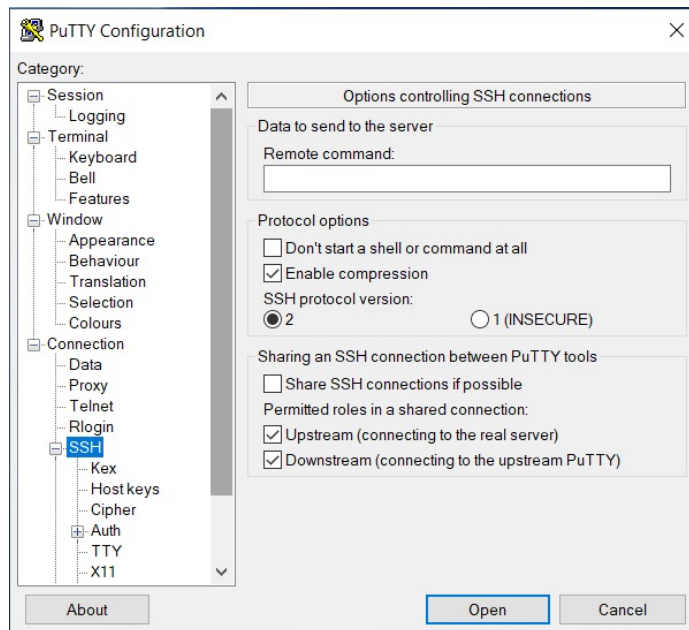 PuTTY Configuration
Category:
Session
Logging
Terminal
Keyboard
Bell
Features
Window
Appearance
Behaviour
Translation
Selection
Colours
Connection
Data
Proxy
Telnet
Rlogin
SSH
Kex
Host keys
Cipher
Auth
TTY
X11
Options controlling SSH connections
Data to send to the server
Remote command:
Protocol options
Don't start a shell or command at all
Enable compression
SSH protocol version:
2 1 (INSECURE)
Sharing an SSH connection between PuTTY tools
Share SSH connections if possible
Permitted roles in a shared connection:
Upstream (connecting to the real server)
Downstream (connecting to the upstream PuTTY)
About Open Cancel